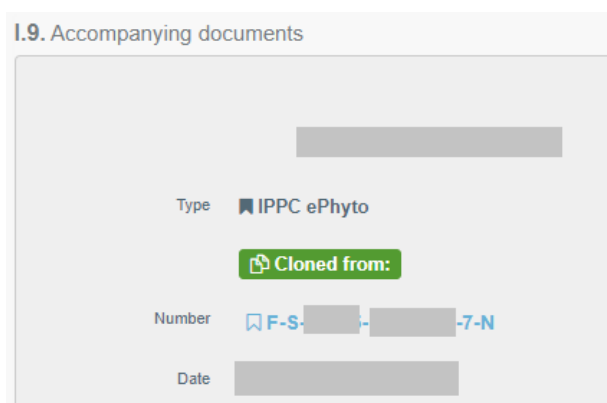 I.9. Accompanying documents
Type IPPC ePhyto
Cloned from:
Number F-S- - -7-N
Date